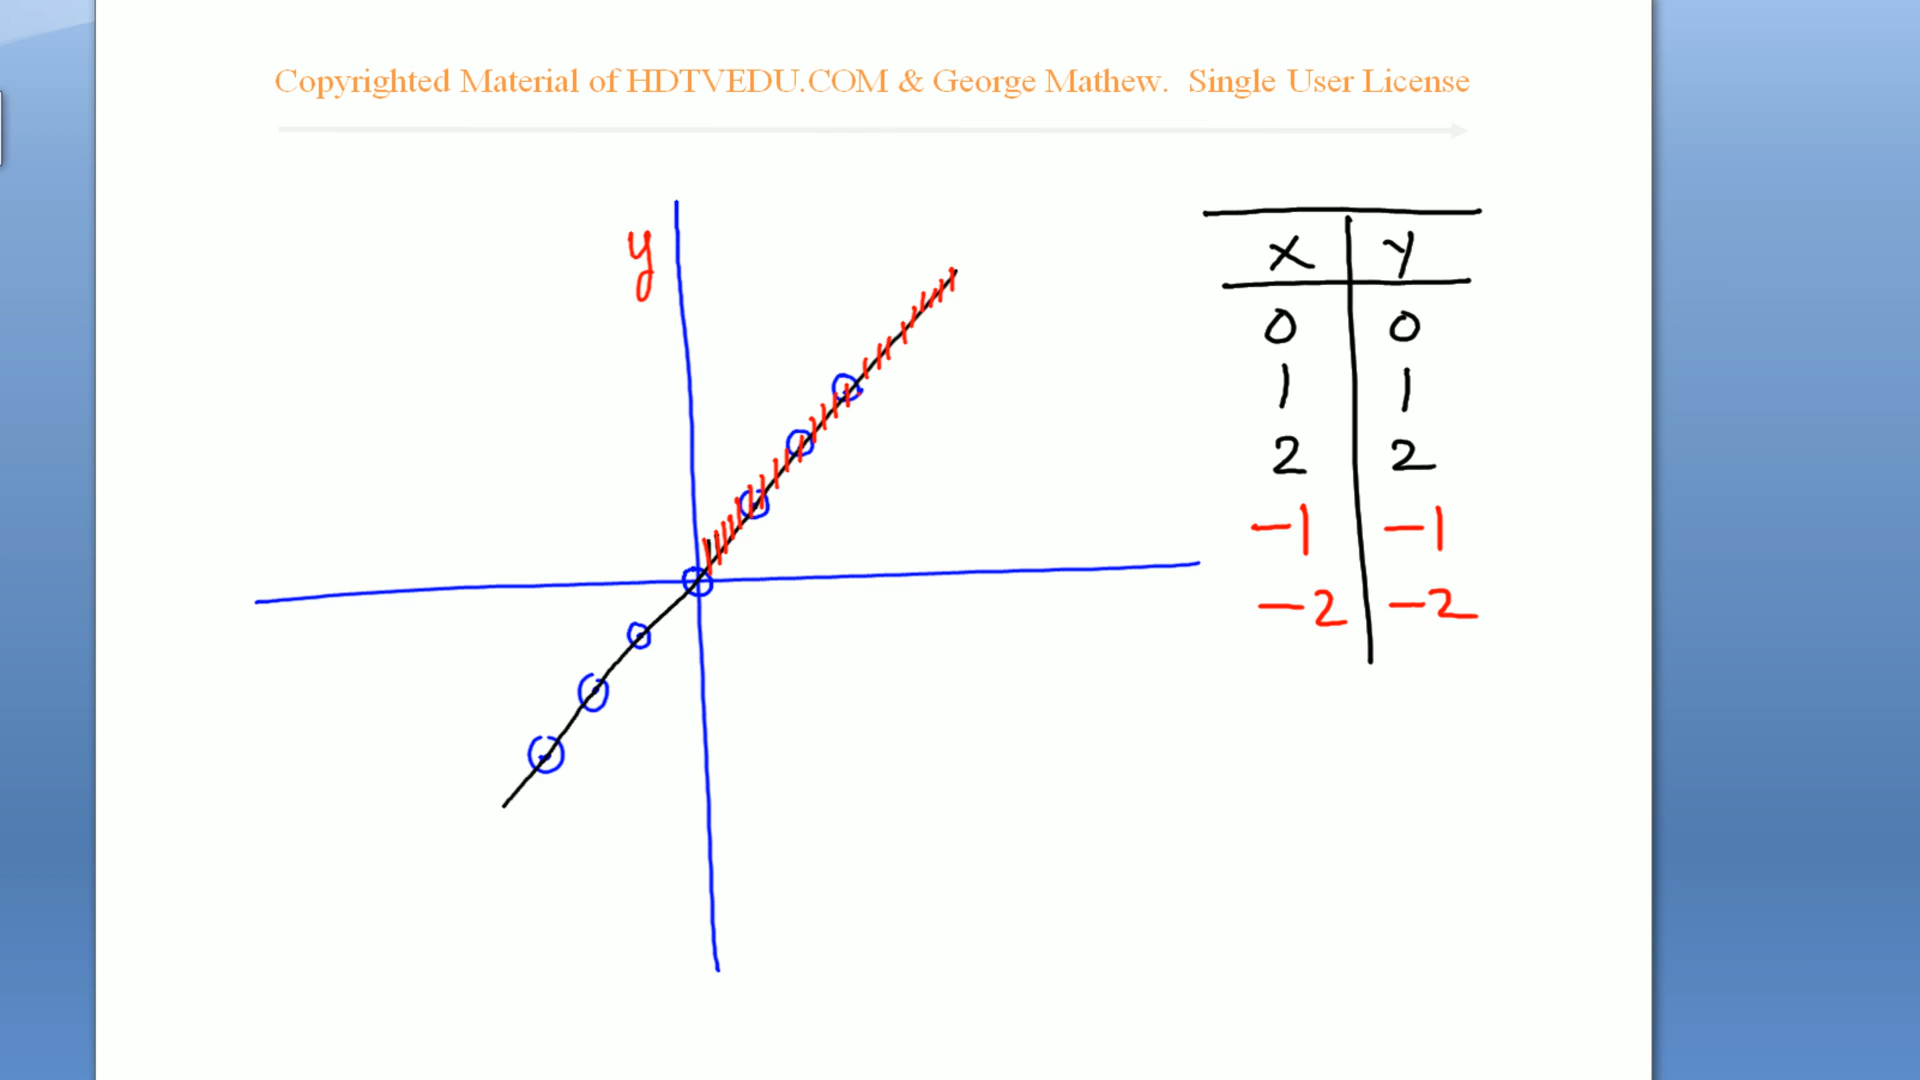 Copyrighted Material of HDTVEDU.COM & George Mathew. Single User License
y
x y
0 0
1 1
2 2
-1 -1
-2 -2